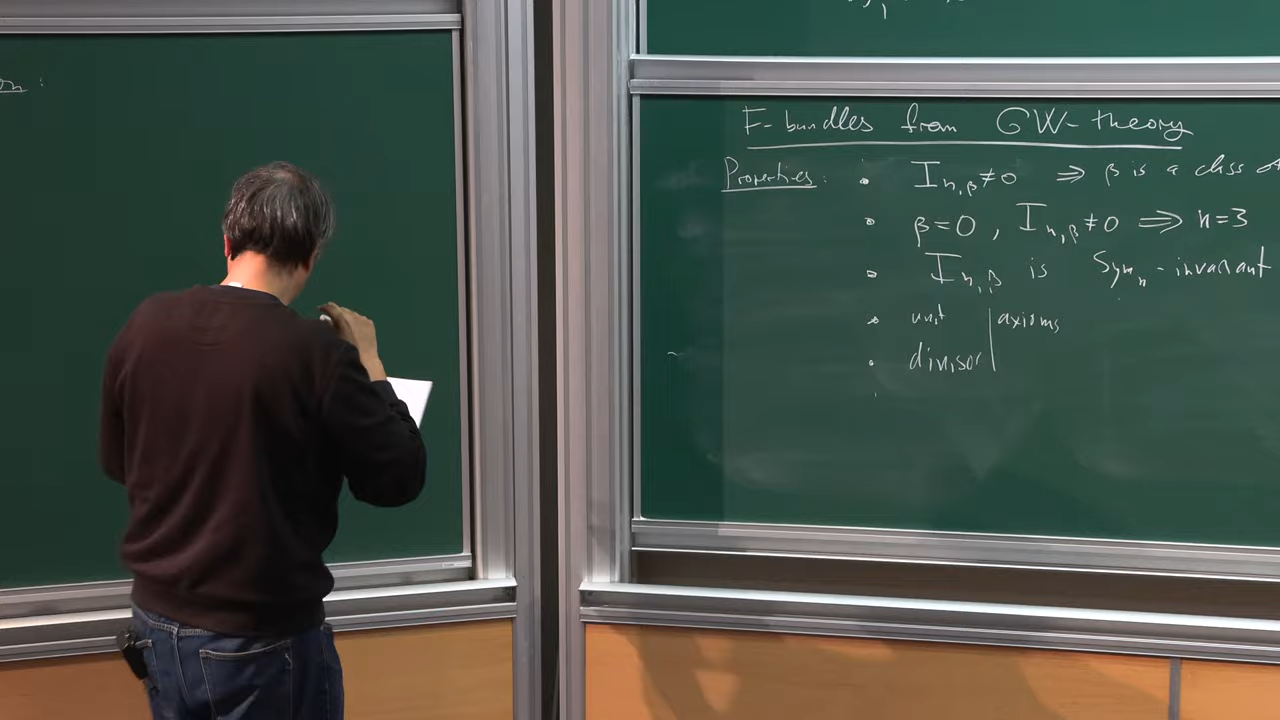 F-bundles from GW-theory
Properties: • I_{n,β}≠0 ⇒ β is a class
• β=0, I_{n,β}≠0 ⟹ n=3
• I_{n,β} is Sym_n-invariant
• unit | axioms
• divisor |